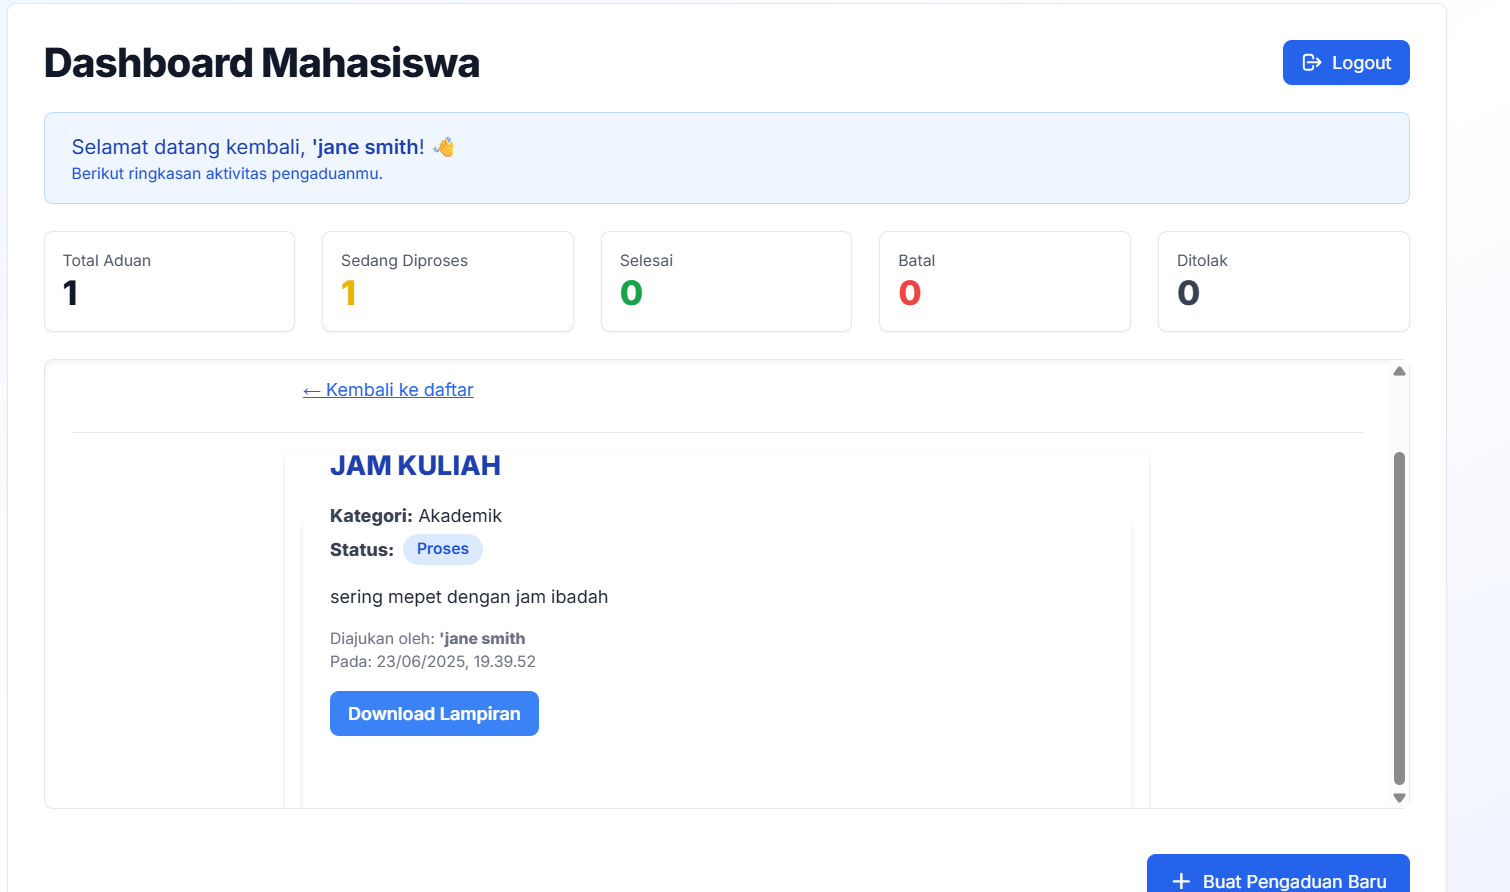 Dashboard Mahasiswa
Logout
Selamat datang kembali, 'jane smith! 👋
Berikut ringkasan aktivitas pengaduanmu.
Total Aduan
1
Sedang Diproses
1
Selesai
0
Batal
0
Ditolak
0
← Kembali ke daftar
JAM KULIAH
Kategori: Akademik
Status: Proses
sering mepet dengan jam ibadah
Diajukan oleh: 'jane smith
Pada: 23/06/2025, 19.39.52
Download Lampiran
+ Buat Pengaduan Baru